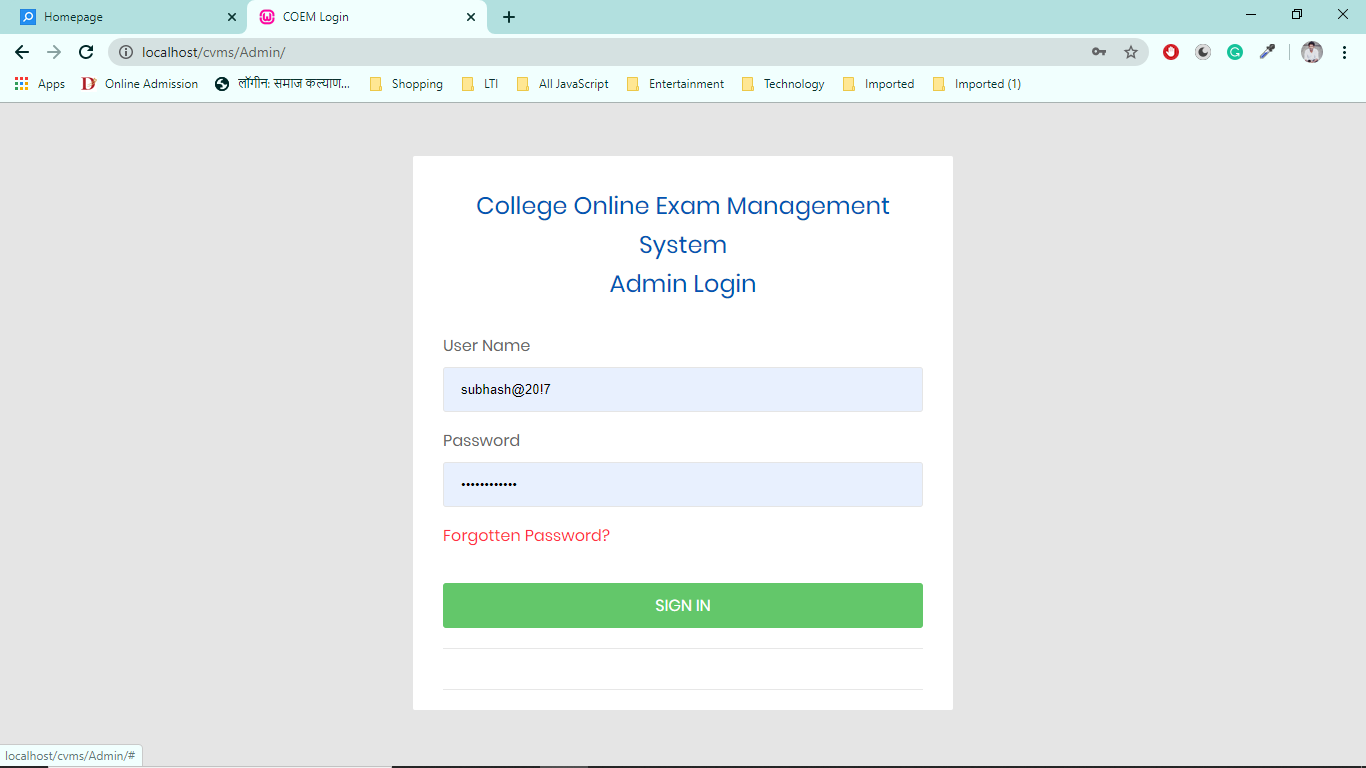 Homepage
COEM Login
localhost/cvms/Admin/
Apps
Online Admission
लॉगीन: समाज कल्याण...
Shopping
LTI
All JavaScript
Entertainment
Technology
Imported
Imported (1)
College Online Exam Management
System
Admin Login
User Name
subhash@20!7
Password
••••••••••••
Forgotten Password?
SIGN IN
localhost/cvms/Admin/#